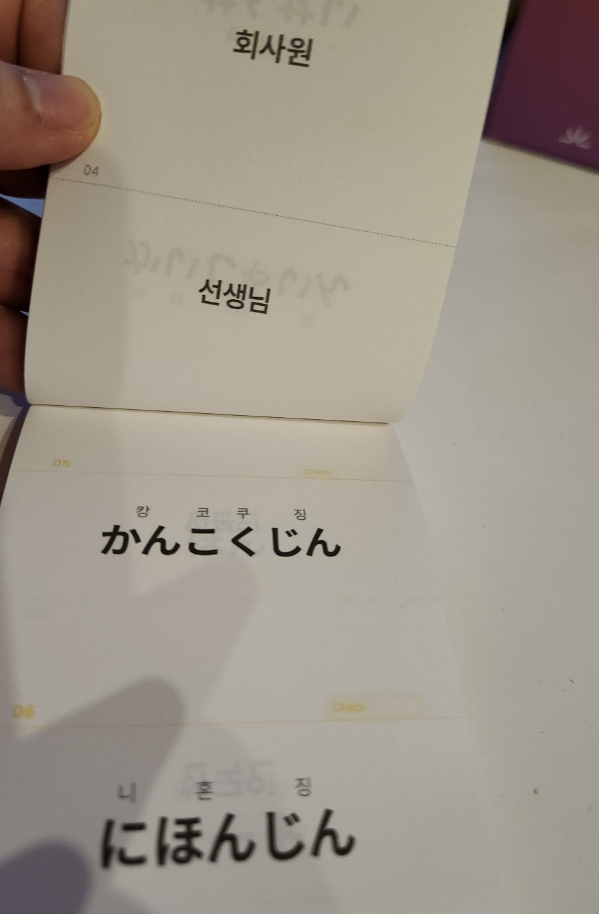 회사원
04
선생님
05
Check
캉 코 쿠 징
かんこくじん
06
Check
니 혼 징
にほんじん